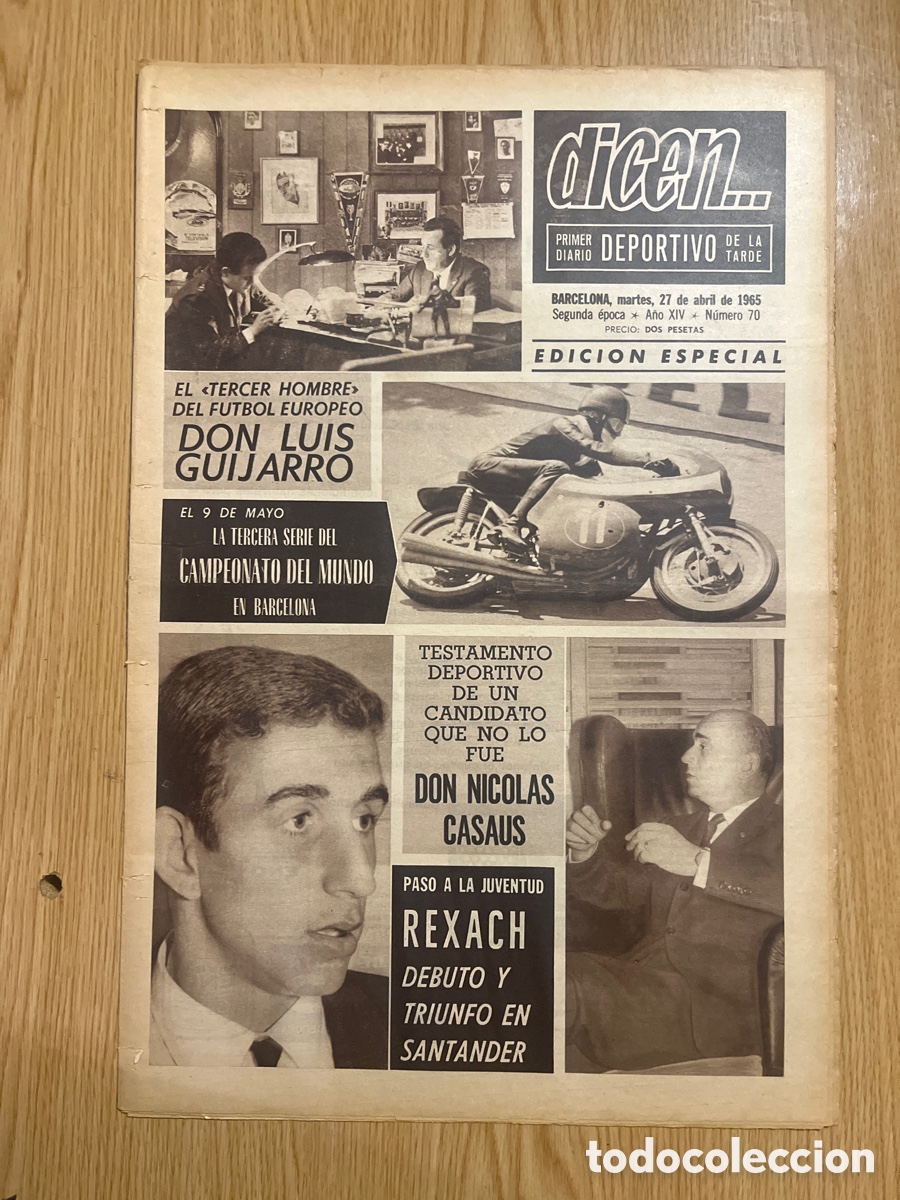 dicen...
PRIMER DIARIO DEPORTIVO DE LA TARDE
BARCELONA, martes, 27 de abril de 1965
Segunda época ✶ Año XIV ✶ Número 70
PRECIO: DOS PESETAS
EDICION ESPECIAL
EL «TERCER HOMBRE»
DEL FUTBOL EUROPEO
DON LUIS
GUIJARRO
EL 9 DE MAYO
LA TERCERA SERIE DEL
CAMPEONATO DEL MUNDO
EN BARCELONA
11
TESTAMENTO
DEPORTIVO
DE UN
CANDIDATO
QUE NO LO
FUE
DON NICOLAS
CASAUS
PASO A LA JUVENTUD
REXACH
DEBUTO Y
TRIUNFO EN
SANTANDER
todocoleccion